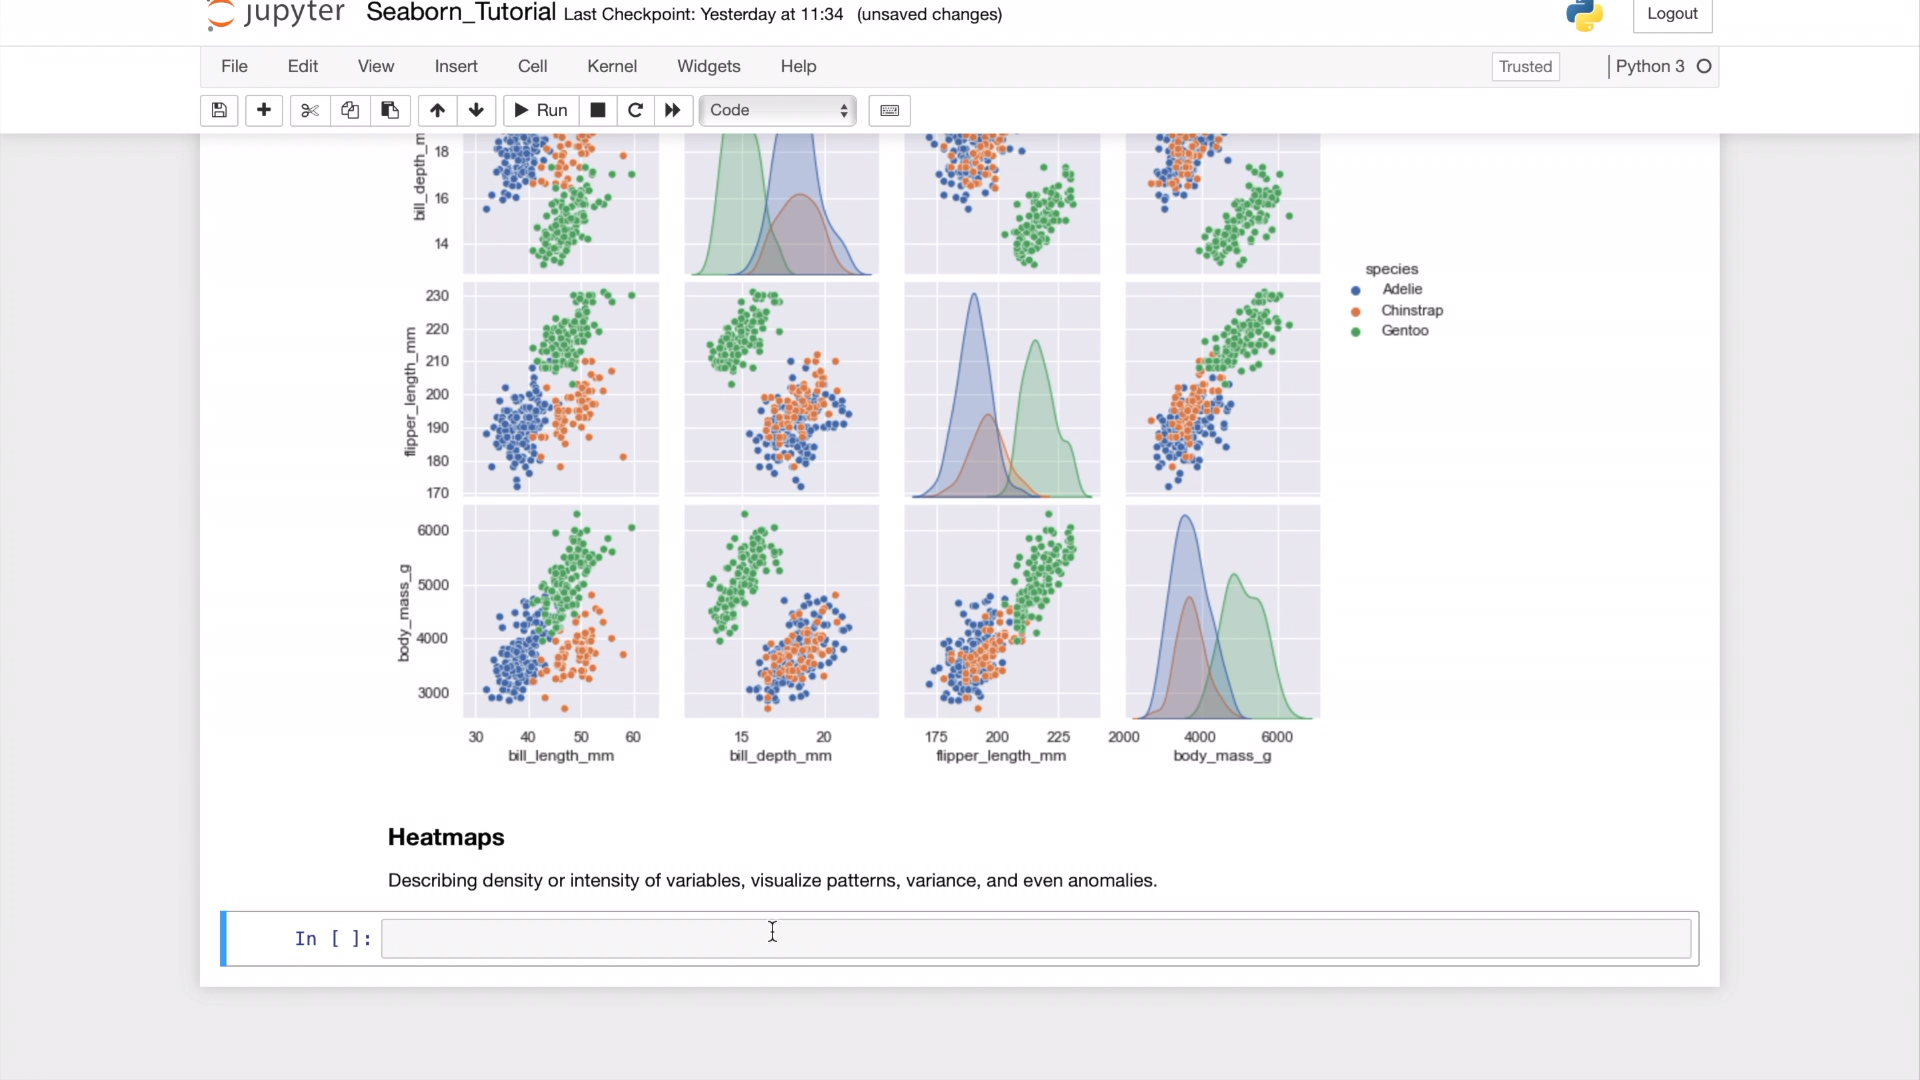 jupyter Seaborn_Tutorial Last Checkpoint: Yesterday at 11:34 (unsaved changes) Logout
File Edit View Insert Cell Kernel Widgets Help Trusted Python 3
Run Code
bill_depth_m
18
16
14
species
Adelie
Chinstrap
Gentoo
flipper_length_mm
230
220
210
200
190
180
170
body_mass_g
6000
5000
4000
3000
30 40 50 60 15 20 175 200 225 2000 4000 6000
bill_length_mm bill_depth_mm flipper_length_mm body_mass_g
Heatmaps
Describing density or intensity of variables, visualize patterns, variance, and even anomalies.
In [ ]: